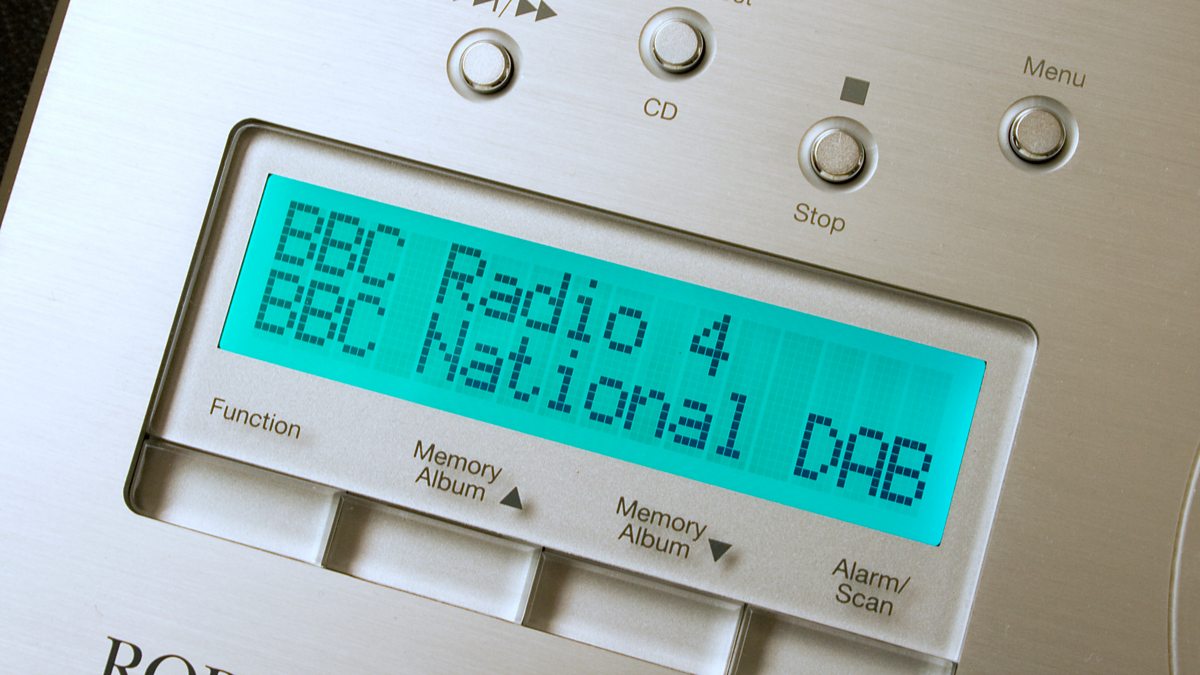 CD
Menu
Stop
BBC Radio 4
BBC National DAB
Function
Memory
Album
Memory
Album
Alarm/
Scan